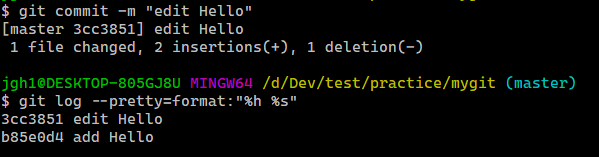 $ git commit -m "edit Hello"
[master 3cc3851] edit Hello
 1 file changed, 2 insertions(+), 1 deletion(-)

jgh1@DESKTOP-805GJ8U MINGW64 /d/Dev/test/practice/mygit (master)
$ git log --pretty=format:"%h %s"
3cc3851 edit Hello
b85e0d4 add Hello